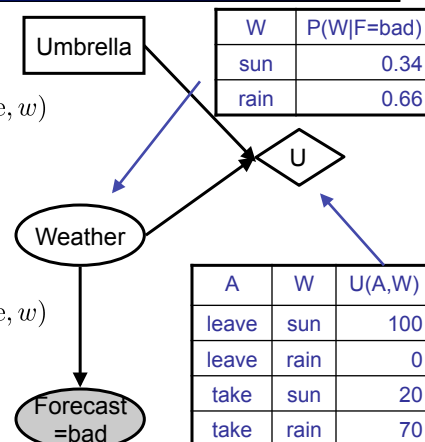 Umbrella
W P(W|F=bad)
sun 0.34
rain 0.66
e, w)
U
Weather
A W U(A,W)
leave sun 100
leave rain 0
take sun 20
take rain 70
e, w)
Forecast
=bad